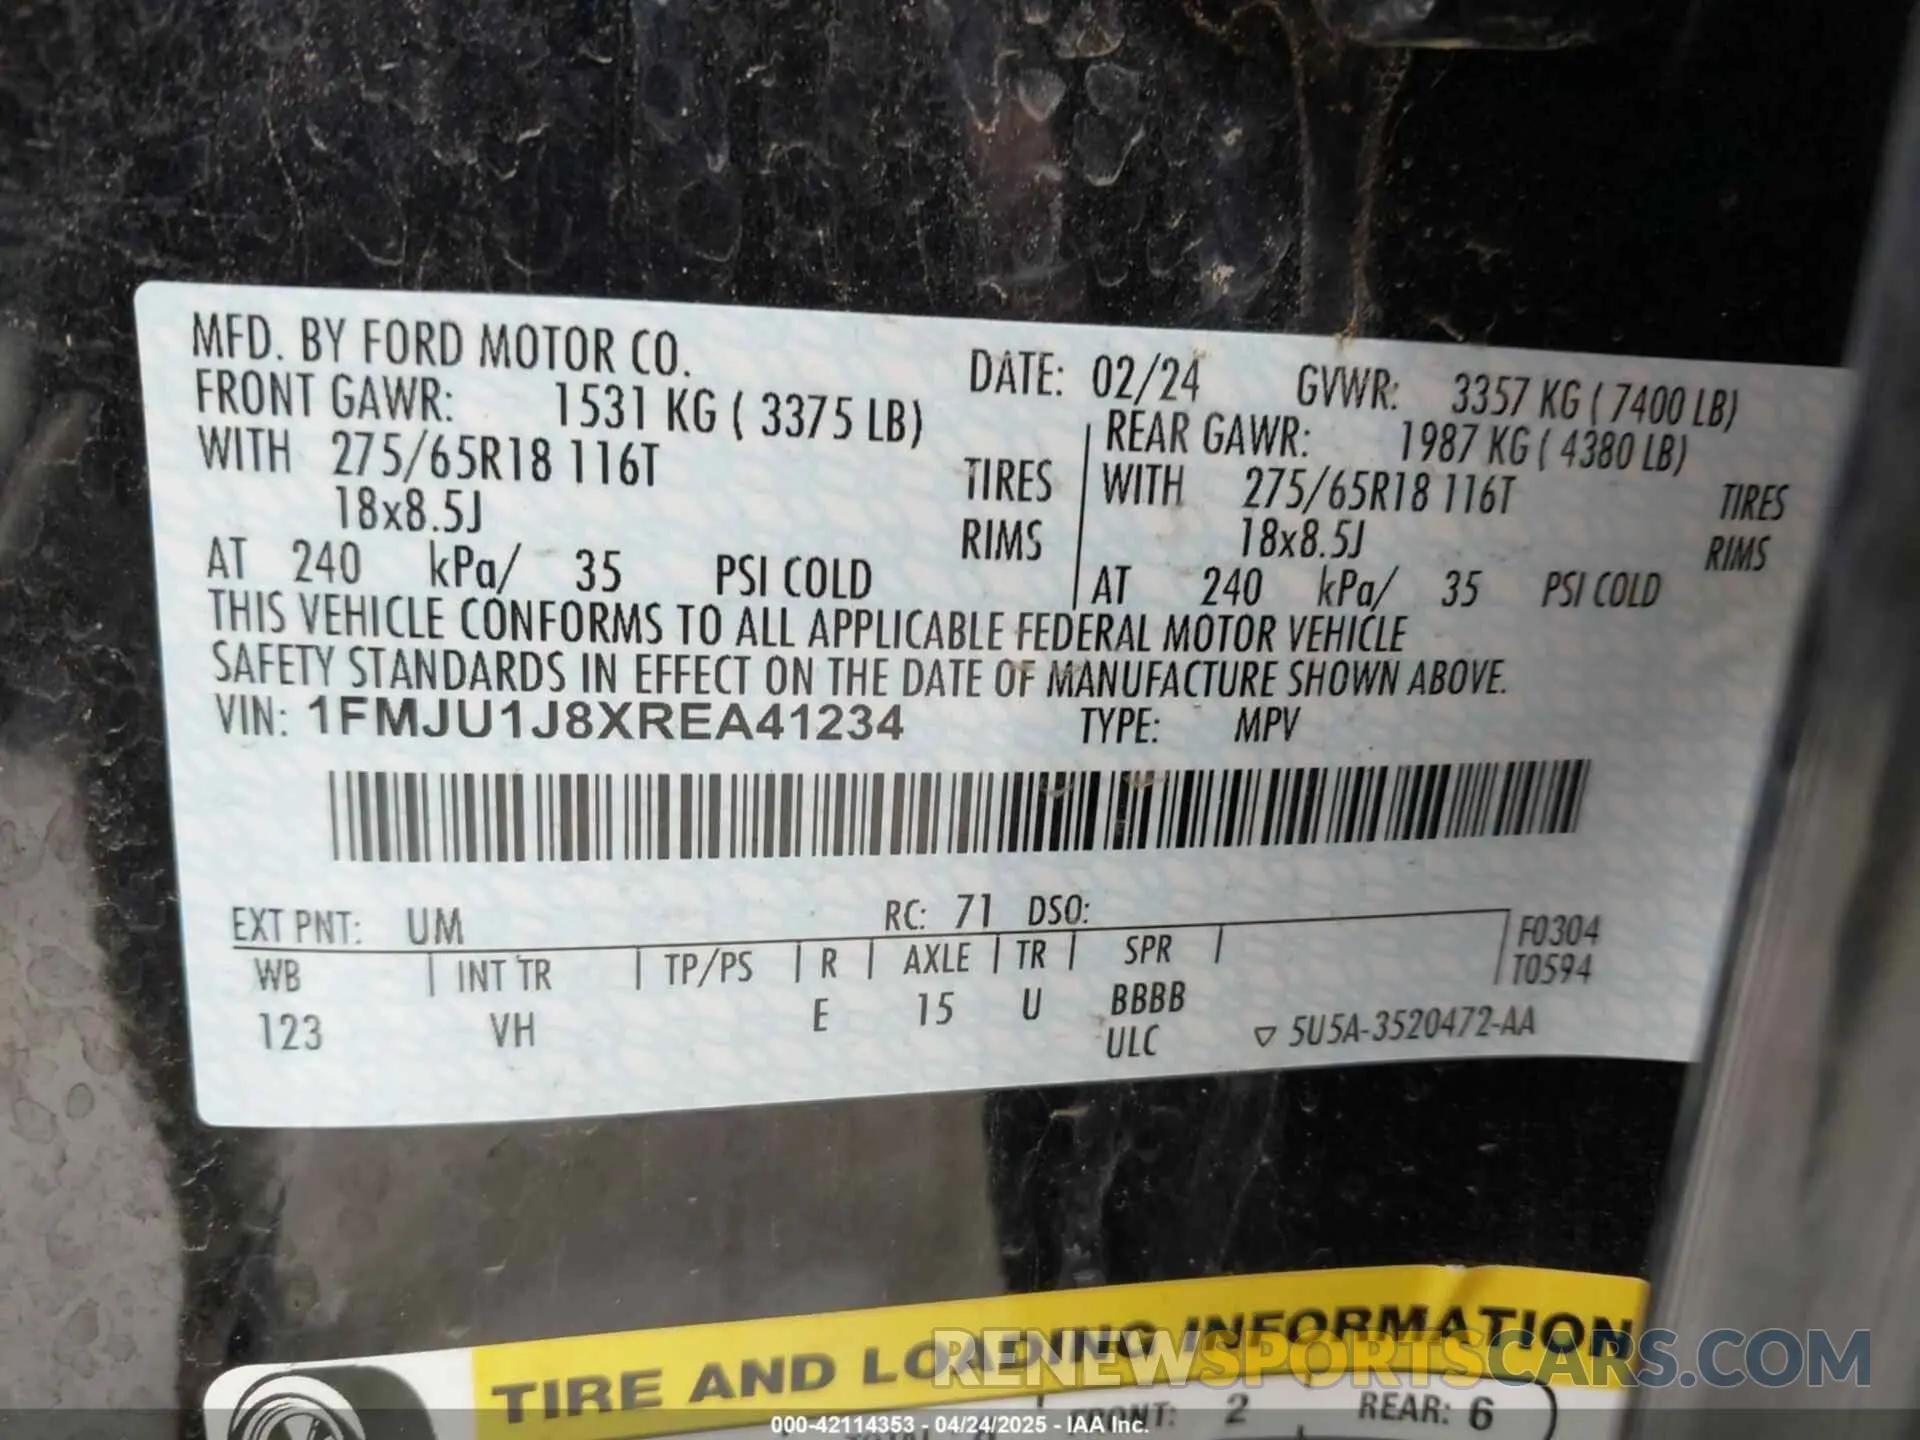 MFD. BY FORD MOTOR CO.
DATE: 02/24 GVWR: 3357 KG ( 7400 LB)
FRONT GAWR: 1531 KG ( 3375 LB)
REAR GAWR: 1987 KG ( 4380 LB)
WITH 275/65R18 116T TIRES
WITH 275/65R18 116T TIRES
18x8.5J RIMS
18x8.5J RIMS
AT 240 kPa/ 35 PSI COLD
AT 240 kPa/ 35 PSI COLD
THIS VEHICLE CONFORMS TO ALL APPLICABLE FEDERAL MOTOR VEHICLE
SAFETY STANDARDS IN EFFECT ON THE DATE OF MANUFACTURE SHOWN ABOVE.
VIN: 1FMJU1J8XREA41234 TYPE: MPV
EXT PNT: UM RC: 71 DSO:
WB INT TR TP/PS R AXLE TR SPR
F0304
T0594
123 VH E 15 U BBBB
ULC ▽ 5U5A-3520472-AA
TIRE AND LOADING INFORMATION
RENEWSPORTSCARS.COM
FRONT: 2 REAR: 6
000-42114353 - 04/24/2025 - IAA Inc.